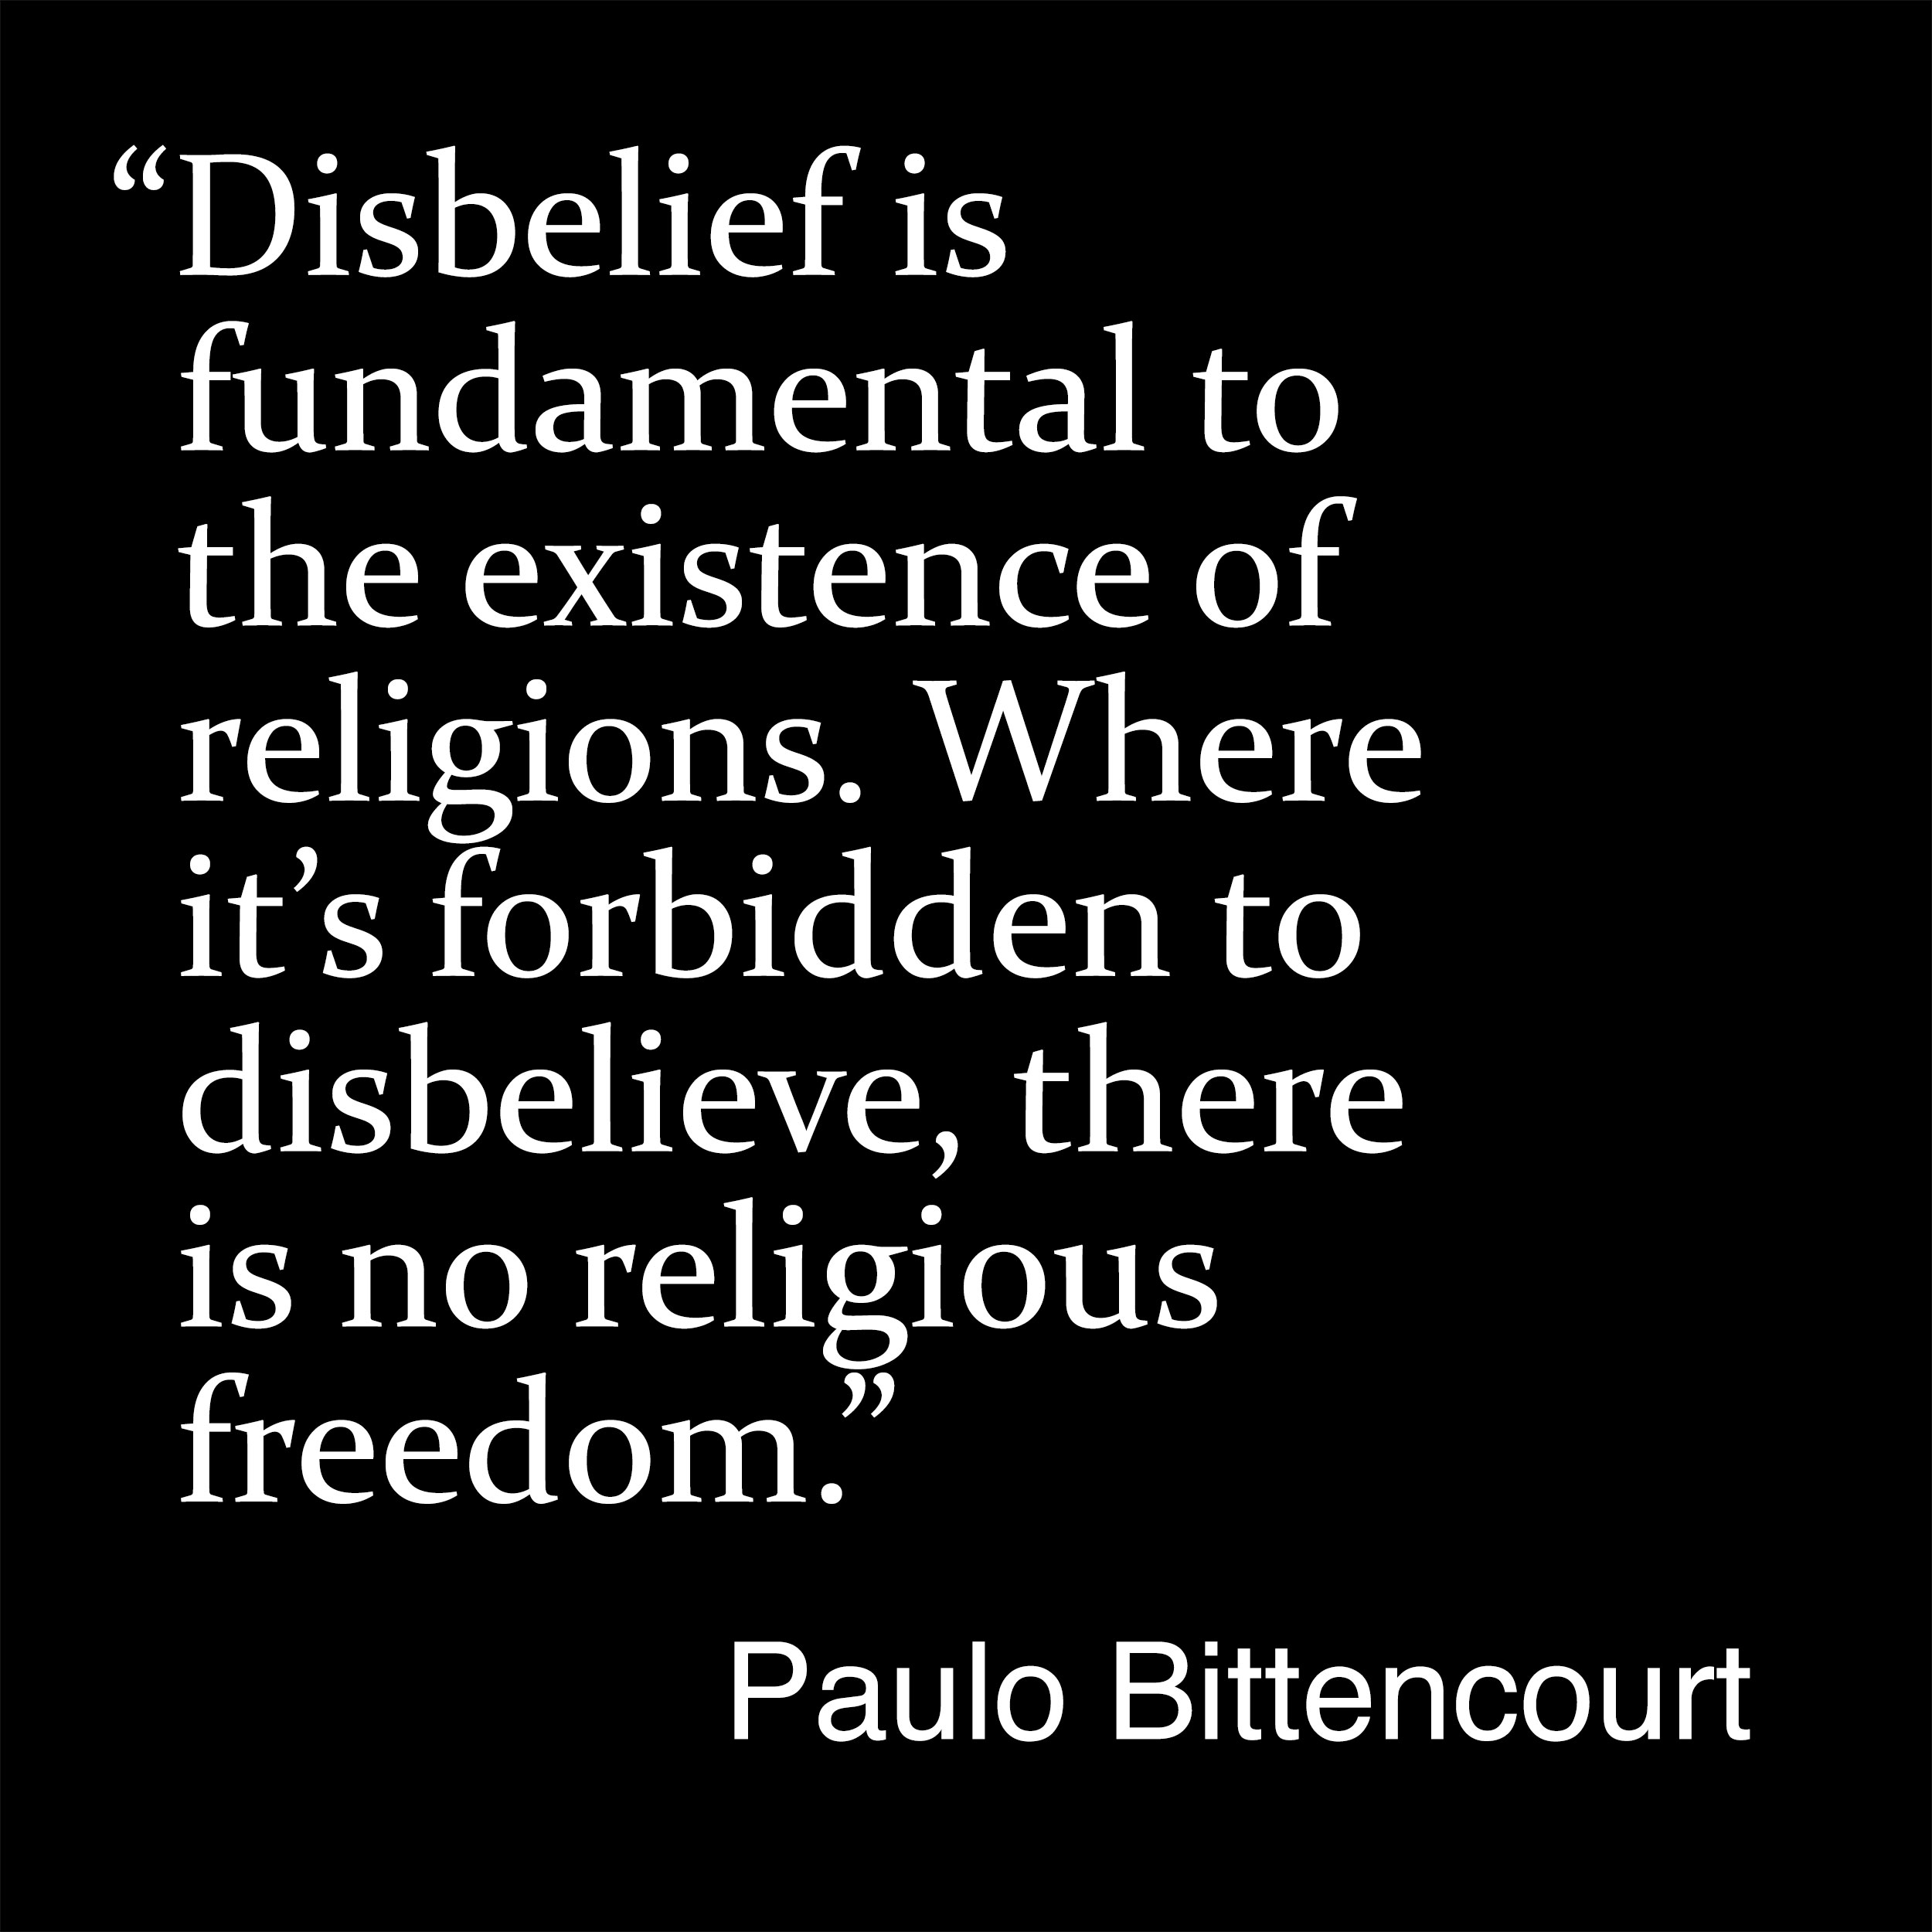 “Disbelief is
fundamental to
the existence of
religions. Where
it’s forbidden to
disbelieve, there
is no religious
freedom.”
Paulo Bittencourt